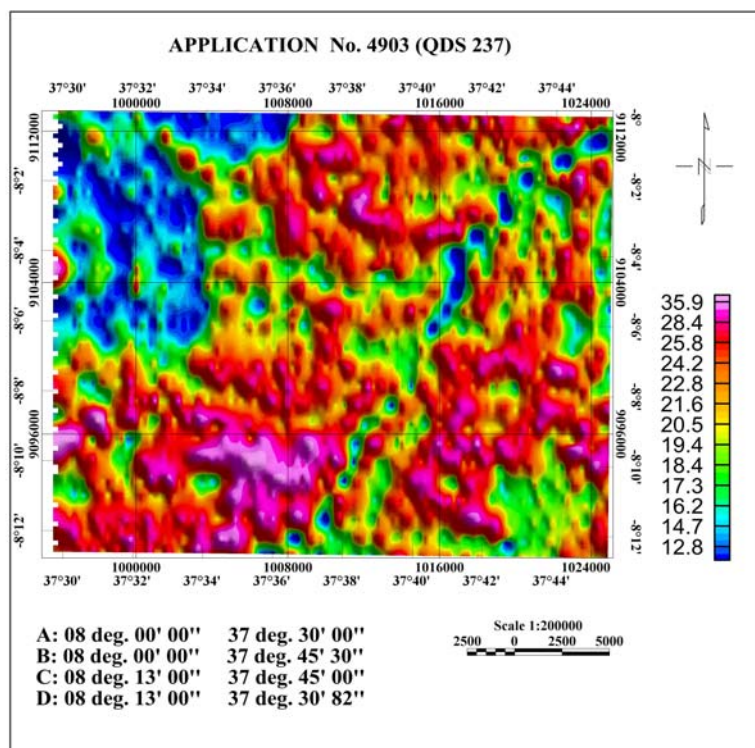 APPLICATION No. 4903 (QDS 237)
37°30' 37°32' 37°34' 37°36' 37°38' 37°40' 37°42' 37°44'
1000000 1008000 1016000 1024000
-8°
9112000 9112000
-8°2' -8°2'
-8°4' -8°4'
9104000 9104000
-8°6' -8°6'
-8°8' -8°8'
9096000 9096000
-8°10' -8°10'
-8°12' -8°12'
1000000 1008000 1016000 1024000
37°30' 37°32' 37°34' 37°36' 37°38' 37°40' 37°42' 37°44'
N
35.9
28.4
25.8
24.2
22.8
21.6
20.5
19.4
18.4
17.3
16.2
14.7
12.8
A: 08 deg. 00' 00" 37 deg. 30' 00"
B: 08 deg. 00' 00" 37 deg. 45' 30"
C: 08 deg. 13' 00" 37 deg. 45' 00"
D: 08 deg. 13' 00" 37 deg. 30' 82"
Scale 1:200000
2500 0 2500 5000